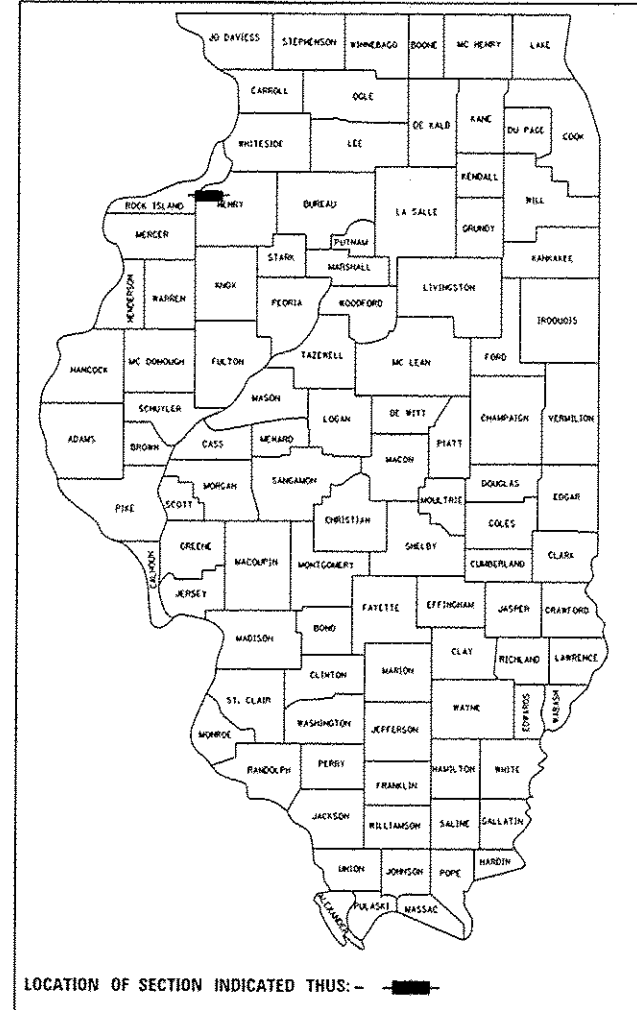 JO DAVIESS STEPHENSON WINNEBAGO BOONE MC HENRY LAKE
CARROLL OGLE DE KALB KANE DU PAGE COOK
WHITESIDE LEE
KENDALL WILL
ROCK ISLAND HENRY BUREAU LA SALLE GRUNDY
MERCER PUTNAM
STARK MARSHALL KANKAKEE
HENDERSON WARREN KNOX PEORIA WOODFORD LIVINGSTON IROQUOIS
HANCOCK MC DONOUGH FULTON TAZEWELL MC LEAN FORD
SCHUYLER MASON LOGAN DE WITT CHAMPAIGN VERMILION
ADAMS BROWN CASS MENARD MACON PIATT
PIKE SCOTT MORGAN SANGAMON MOULTRIE DOUGLAS EDGAR
CHRISTIAN COLES
CALHOUN GREENE MACOUPIN MONTGOMERY SHELBY CUMBERLAND CLARK
JERSEY FAYETTE EFFINGHAM JASPER CRAWFORD
MADISON BOND
CLAY RICHLAND LAWRENCE
CLINTON MARION
ST. CLAIR WAYNE EDWARDS WABASH
MONROE WASHINGTON JEFFERSON
RANDOLPH PERRY HAMILTON WHITE
FRANKLIN
JACKSON WILLIAMSON SALINE GALLATIN
UNION JOHNSON POPE HARDIN
ALEXANDER PULASKI MASSAC
LOCATION OF SECTION INDICATED THUS: -